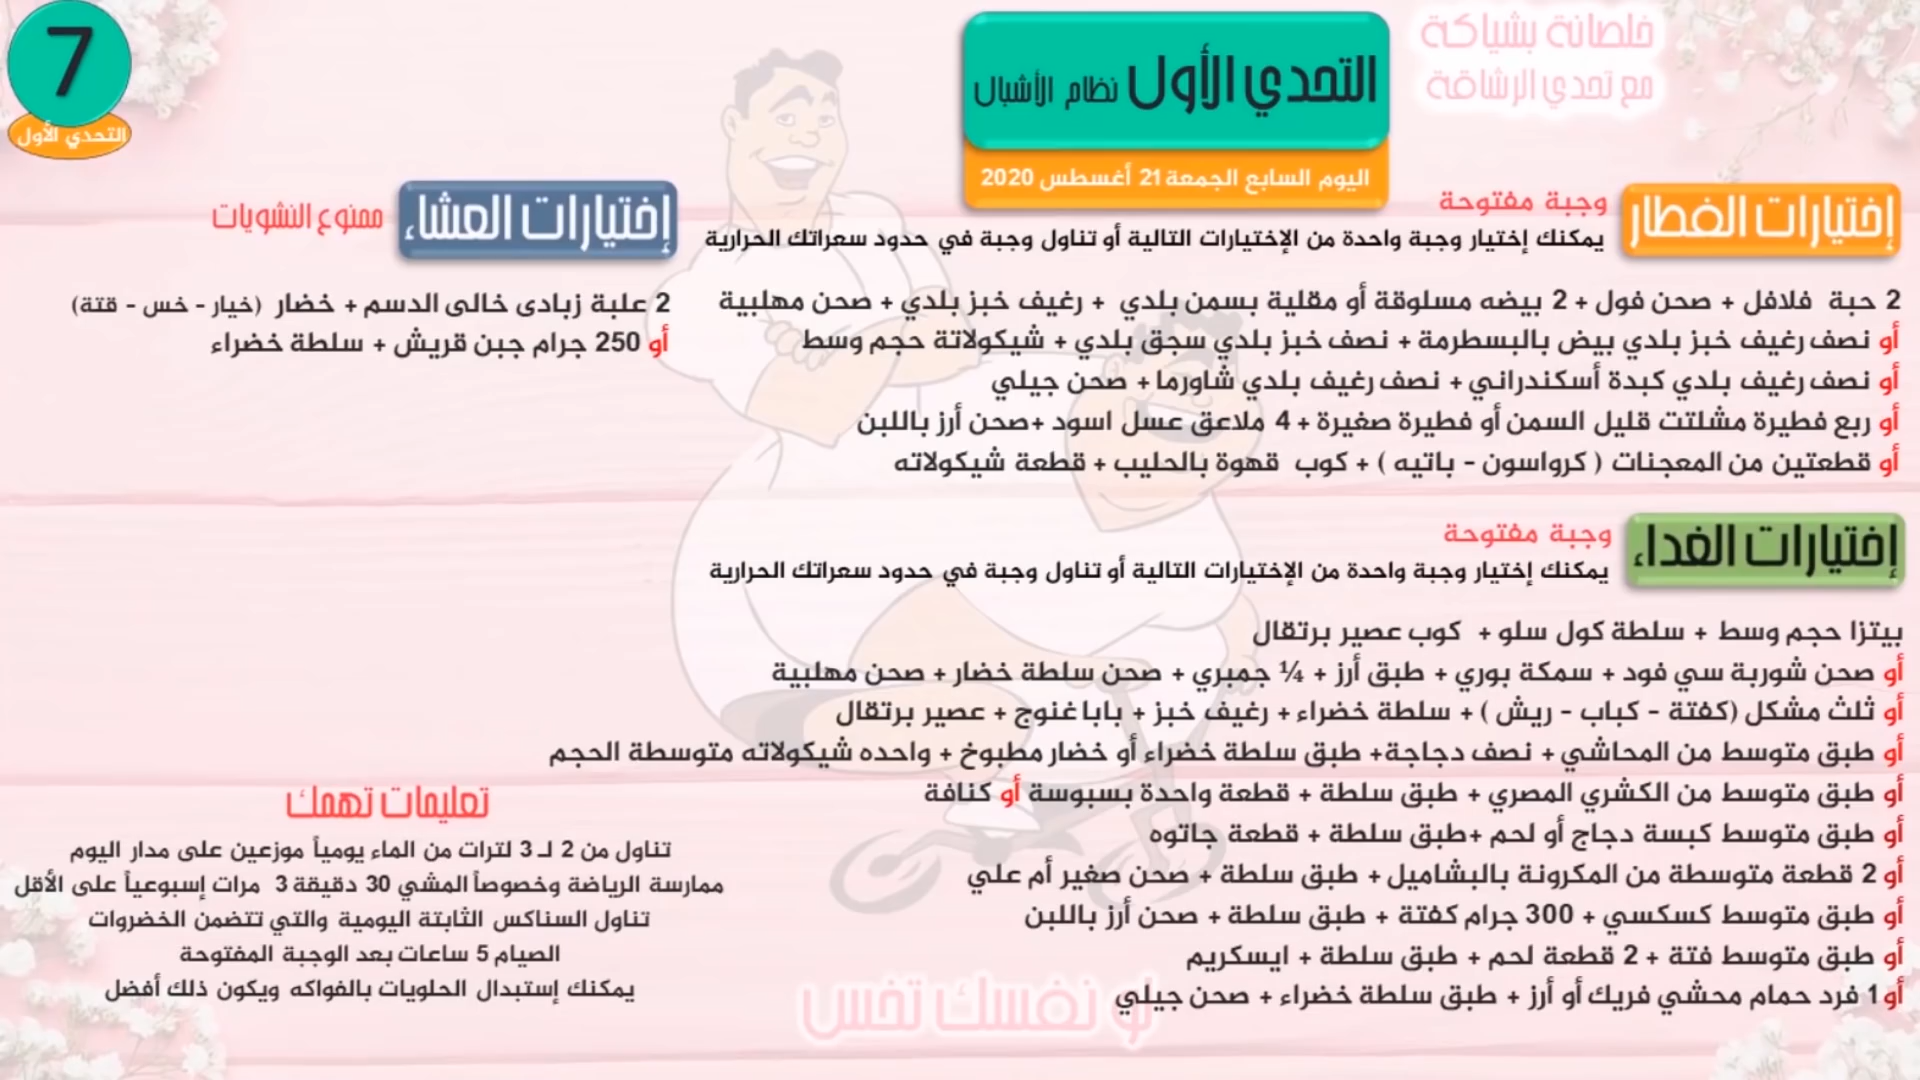 خلصانة بشياكة
مع تحدي الرشاقة
التحدي الأول نظام الأشبال
اليوم السابع الجمعة 21 أغسطس 2020
7
التحدي الأول
إختيارات الفطار
وجبة مفتوحة
يمكنك إختيار وجبة واحدة من الإختيارات التالية أو تناول وجبة في حدود سعراتك الحرارية
2 حبة فلافل + صحن فول + 2 بيضه مسلوقة أو مقلية بسمن بلدي + رغيف خبز بلدي + صحن مهلبية
أو نصف رغيف خبز بلدي بيض بالبسطرمة + نصف خبز بلدي سجق بلدي + شيكولاتة حجم وسط
أو نصف رغيف بلدي كبدة أسكندراني + نصف رغيف بلدي شاورما + صحن جيلي
أو ربع فطيرة مشلتت قليل السمن أو فطيرة صغيرة + 4 ملاعق عسل اسود +صحن أرز باللبن
أو قطعتين من المعجنات ( كرواسون - باتيه ) + كوب قهوة بالحليب + قطعة شيكولاته
إختيارات الغداء
وجبة مفتوحة
يمكنك إختيار وجبة واحدة من الإختيارات التالية أو تناول وجبة في حدود سعراتك الحرارية
بيتزا حجم وسط + سلطة كول سلو + كوب عصير برتقال
أو صحن شوربة سي فود + سمكة بوري + طبق أرز + ¼ جمبري + صحن سلطة خضار + صحن مهلبية
أو ثلث مشكل (كفتة - كباب - ريش ) + سلطة خضراء + رغيف خبز + بابا غنوج + عصير برتقال
أو طبق متوسط من المحاشي + نصف دجاجة+ طبق سلطة خضراء أو خضار مطبوخ + واحده شيكولاته متوسطة الحجم
أو طبق متوسط من الكشري المصري + طبق سلطة + قطعة واحدة بسبوسة أو كنافة
أو طبق متوسط كبسة دجاج أو لحم +طبق سلطة + قطعة جاتوه
أو 2 قطعة متوسطة من المكرونة بالبشاميل + طبق سلطة + صحن صغير أم علي
أو طبق متوسط كسكسي + 300 جرام كفتة + طبق سلطة + صحن أرز باللبن
أو طبق متوسط فتة + 2 قطعة لحم + طبق سلطة + ايسكريم
أو 1 فرد حمام محشي فريك أو أرز + طبق سلطة خضراء + صحن جيلي
إختيارات العشاء
ممنوع النشويات
2 علبة زبادى خالى الدسم + خضار (خيار - خس - قتة)
أو 250 جرام جبن قريش + سلطة خضراء
تعليمات تهمك
تناول من 2 لـ 3 لترات من الماء يومياً موزعين على مدار اليوم
ممارسة الرياضة وخصوصاً المشي 30 دقيقة 3 مرات إسبوعياً على الأقل
تناول السناكس الثابتة اليومية والتي تتضمن الخضروات
الصيام 5 ساعات بعد الوجبة المفتوحة
يمكنك إستبدال الحلويات بالفواكه ويكون ذلك أفضل
لو نفسك تخس